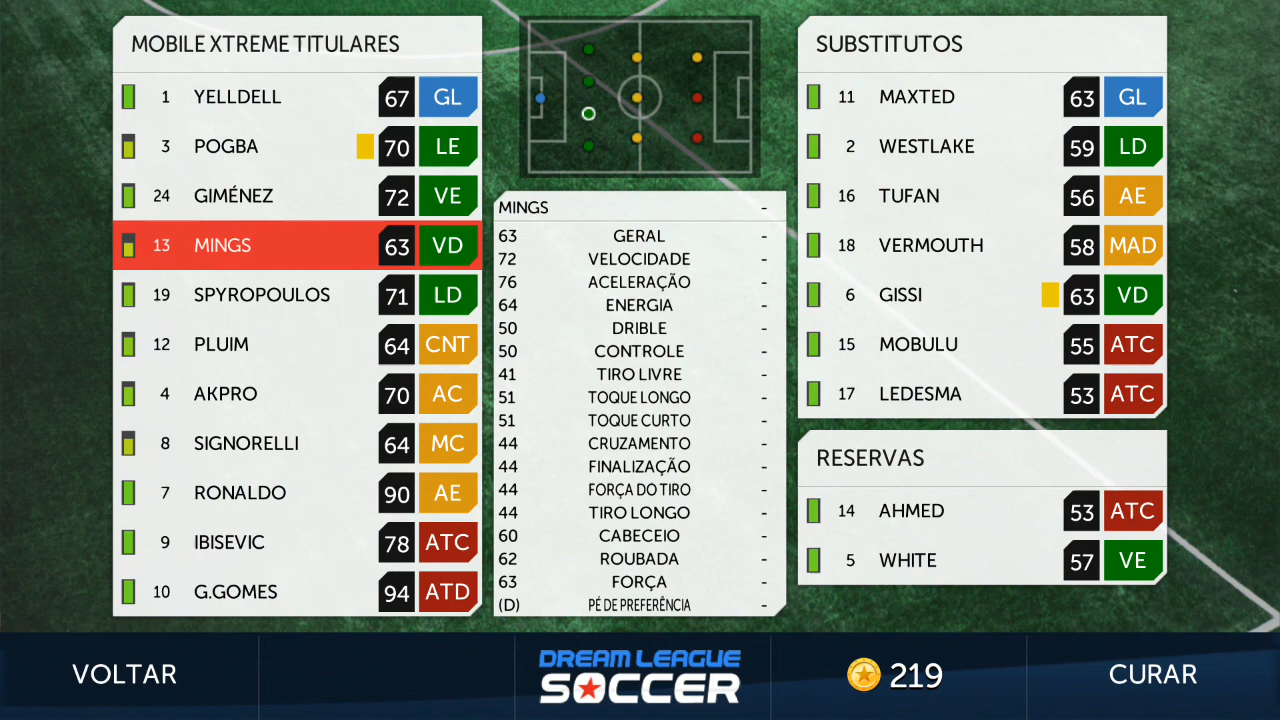 MOBILE XTREME TITULARES
1 YELLDELL 67 GL
3 POGBA 70 LE
24 GIMÉNEZ 72 VE
13 MINGS 63 VD
19 SPYROPOULOS 71 LD
12 PLUIM 64 CNT
4 AKPRO 70 AC
8 SIGNORELLI 64 MC
7 RONALDO 90 AE
9 IBISEVIC 78 ATC
10 G.GOMES 94 ATD
MINGS -
63 GERAL -
72 VELOCIDADE -
76 ACELERAÇÃO -
64 ENERGIA -
50 DRIBLE -
50 CONTROLE -
41 TIRO LIVRE -
51 TOQUE LONGO -
51 TOQUE CURTO -
44 CRUZAMENTO -
44 FINALIZAÇÃO -
44 FORÇA DO TIRO -
44 TIRO LONGO -
60 CABECEIO -
62 ROUBADA -
63 FORÇA -
(D) PÉ DE PREFERÊNCIA -
SUBSTITUTOS
11 MAXTED 63 GL
2 WESTLAKE 59 LD
16 TUFAN 56 AE
18 VERMOUTH 58 MAD
6 GISSI 63 VD
15 MOBULU 55 ATC
17 LEDESMA 53 ATC
RESERVAS
14 AHMED 53 ATC
5 WHITE 57 VE
VOLTAR
DREAM LEAGUE
SOCCER
219
CURAR